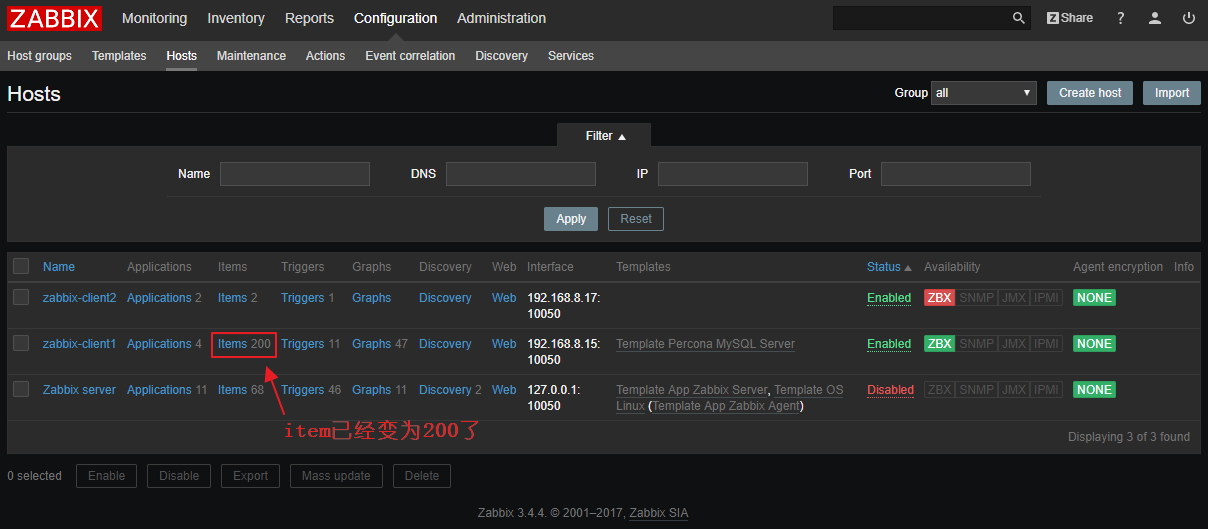 ZABBIX Monitoring Inventory Reports Configuration Administration Z Share ?
Host groups Templates Hosts Maintenance Actions Event correlation Discovery Services
Hosts Group all Create host Import
Filter ▲
Name DNS IP Port
Apply Reset
Name Applications Items Triggers Graphs Discovery Web Interface Templates Status ▲ Availability Agent encryption Info
zabbix-client2 Applications 2 Items 2 Triggers 1 Graphs Discovery Web 192.168.8.17: Enabled ZBX SNMP JMX IPMI NONE
10050
zabbix-client1 Applications 4 Items 200 Triggers 11 Graphs 47 Discovery Web 192.168.8.15: Template Percona MySQL Server Enabled ZBX SNMP JMX IPMI NONE
10050
Zabbix server Applications 11 Items 68 Triggers 46 Graphs 11 Discovery 2 Web 127.0.0.1: Template App Zabbix Server, Template OS Disabled ZBX SNMP JMX IPMI NONE
10050 Linux (Template App Zabbix Agent)
item已经变为200了
Displaying 3 of 3 found
0 selected Enable Disable Export Mass update Delete
Zabbix 3.4.4. © 2001–2017, Zabbix SIA